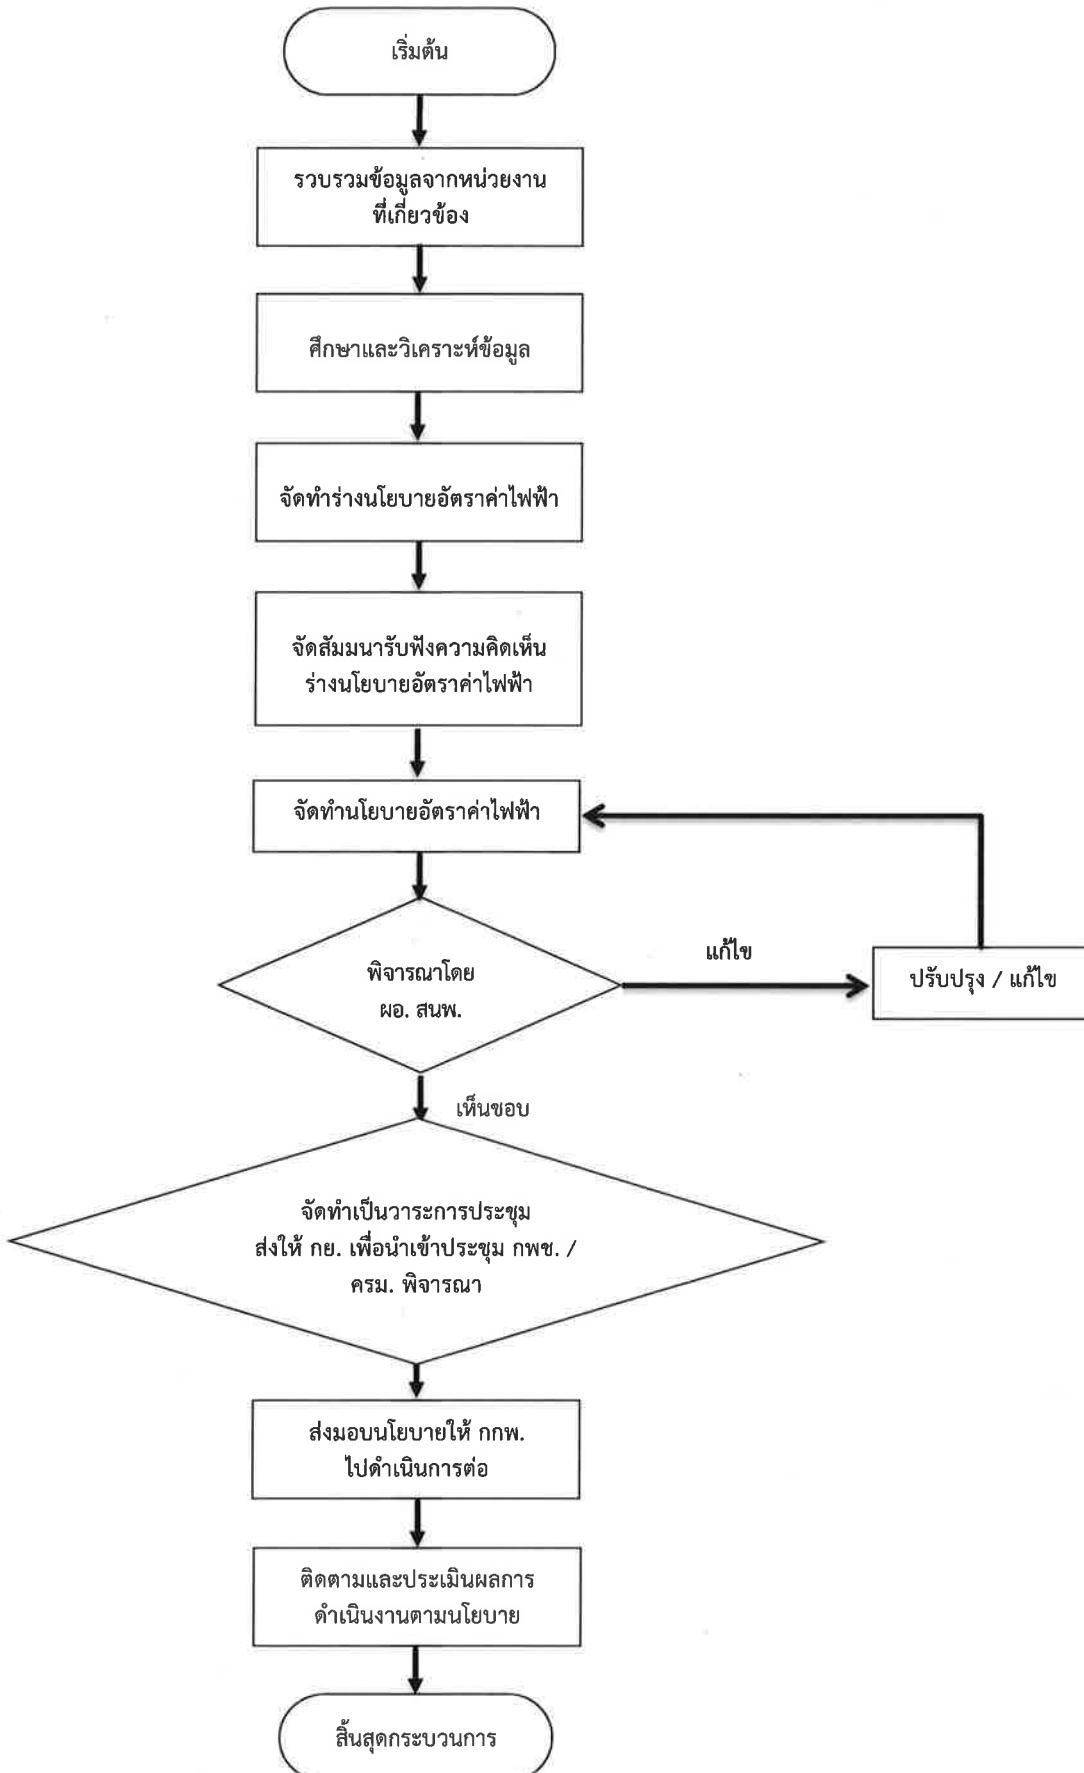 เริ่มต้น
รวบรวมข้อมูลจากหน่วยงาน
ที่เกี่ยวข้อง
ศึกษาและวิเคราะห์ข้อมูล
จัดทำร่างนโยบายอัตราค่าไฟฟ้า
จัดสัมมนารับฟังความคิดเห็น
ร่างนโยบายอัตราค่าไฟฟ้า
จัดทำนโยบายอัตราค่าไฟฟ้า
พิจารณาโดย
ผอ. สนพ.
แก้ไข
ปรับปรุง / แก้ไข
เห็นชอบ
จัดทำเป็นวาระการประชุม
ส่งให้ กย. เพื่อนำเข้าประชุม กพช. /
ครม. พิจารณา
ส่งมอบนโยบายให้ กกพ.
ไปดำเนินการต่อ
ติดตามและประเมินผลการ
ดำเนินงานตามนโยบาย
สิ้นสุดกระบวนการ